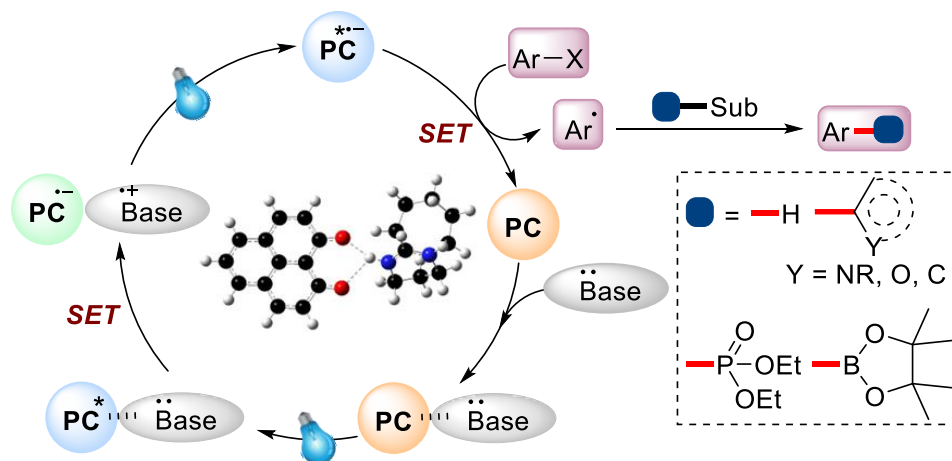 PC*•−
Ar–X
SET
Ar•
Sub
Ar
PC•−
•+
Base
PC
= H
Y
Y = NR, O, C
Base
SET
O
P OEt
OEt
O
B
O
PC*
Base
PC
Base